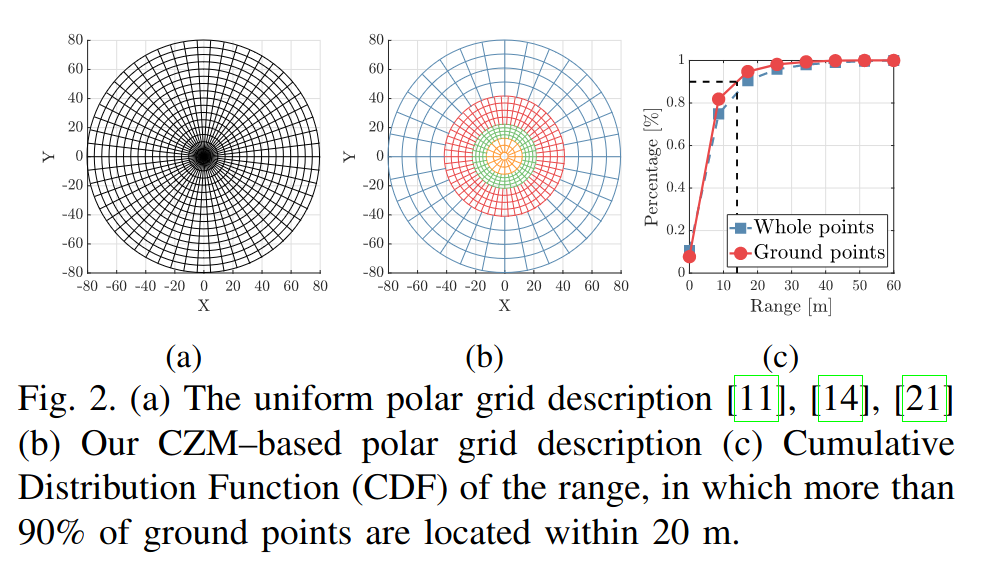 80
60
40
20
0
-20
-40
-60
-80
Y
-80 -60 -40 -20 0 20 40 60 80
X
80
60
40
20
0
-20
-40
-60
-80
Y
-80 -60 -40 -20 0 20 40 60 80
X
1
0.8
0.6
0.4
0.2
0
Percentage [%]
Whole points
Ground points
0 10 20 30 40 50 60
Range [m]
(a) (b) (c)
Fig. 2. (a) The uniform polar grid description [11], [14], [21]
(b) Our CZM–based polar grid description (c) Cumulative
Distribution Function (CDF) of the range, in which more than
90% of ground points are located within 20 m.